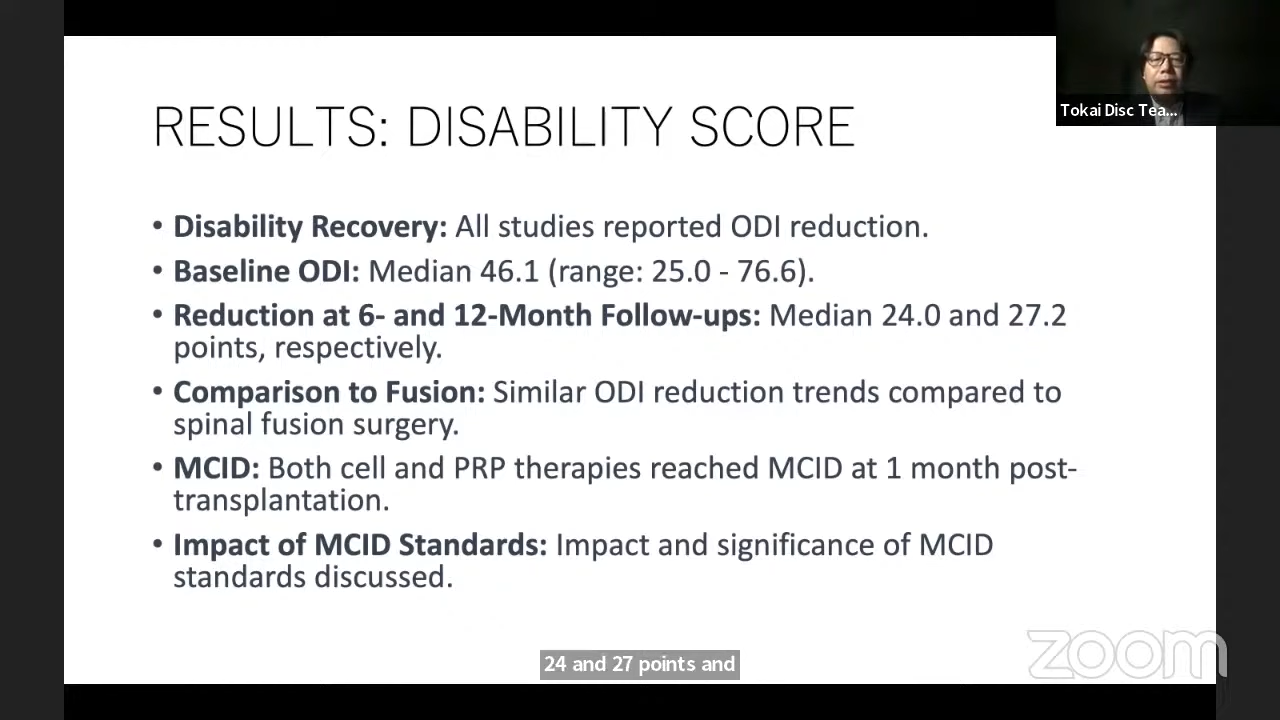 RESULTS: DISABILITY SCORE
Tokai Disc Tea...
• Disability Recovery: All studies reported ODI reduction.
• Baseline ODI: Median 46.1 (range: 25.0 - 76.6).
• Reduction at 6- and 12-Month Follow-ups: Median 24.0 and 27.2
points, respectively.
• Comparison to Fusion: Similar ODI reduction trends compared to
spinal fusion surgery.
• MCID: Both cell and PRP therapies reached MCID at 1 month post-
transplantation.
• Impact of MCID Standards: Impact and significance of MCID
standards discussed.
24 and 27 points and
zoom